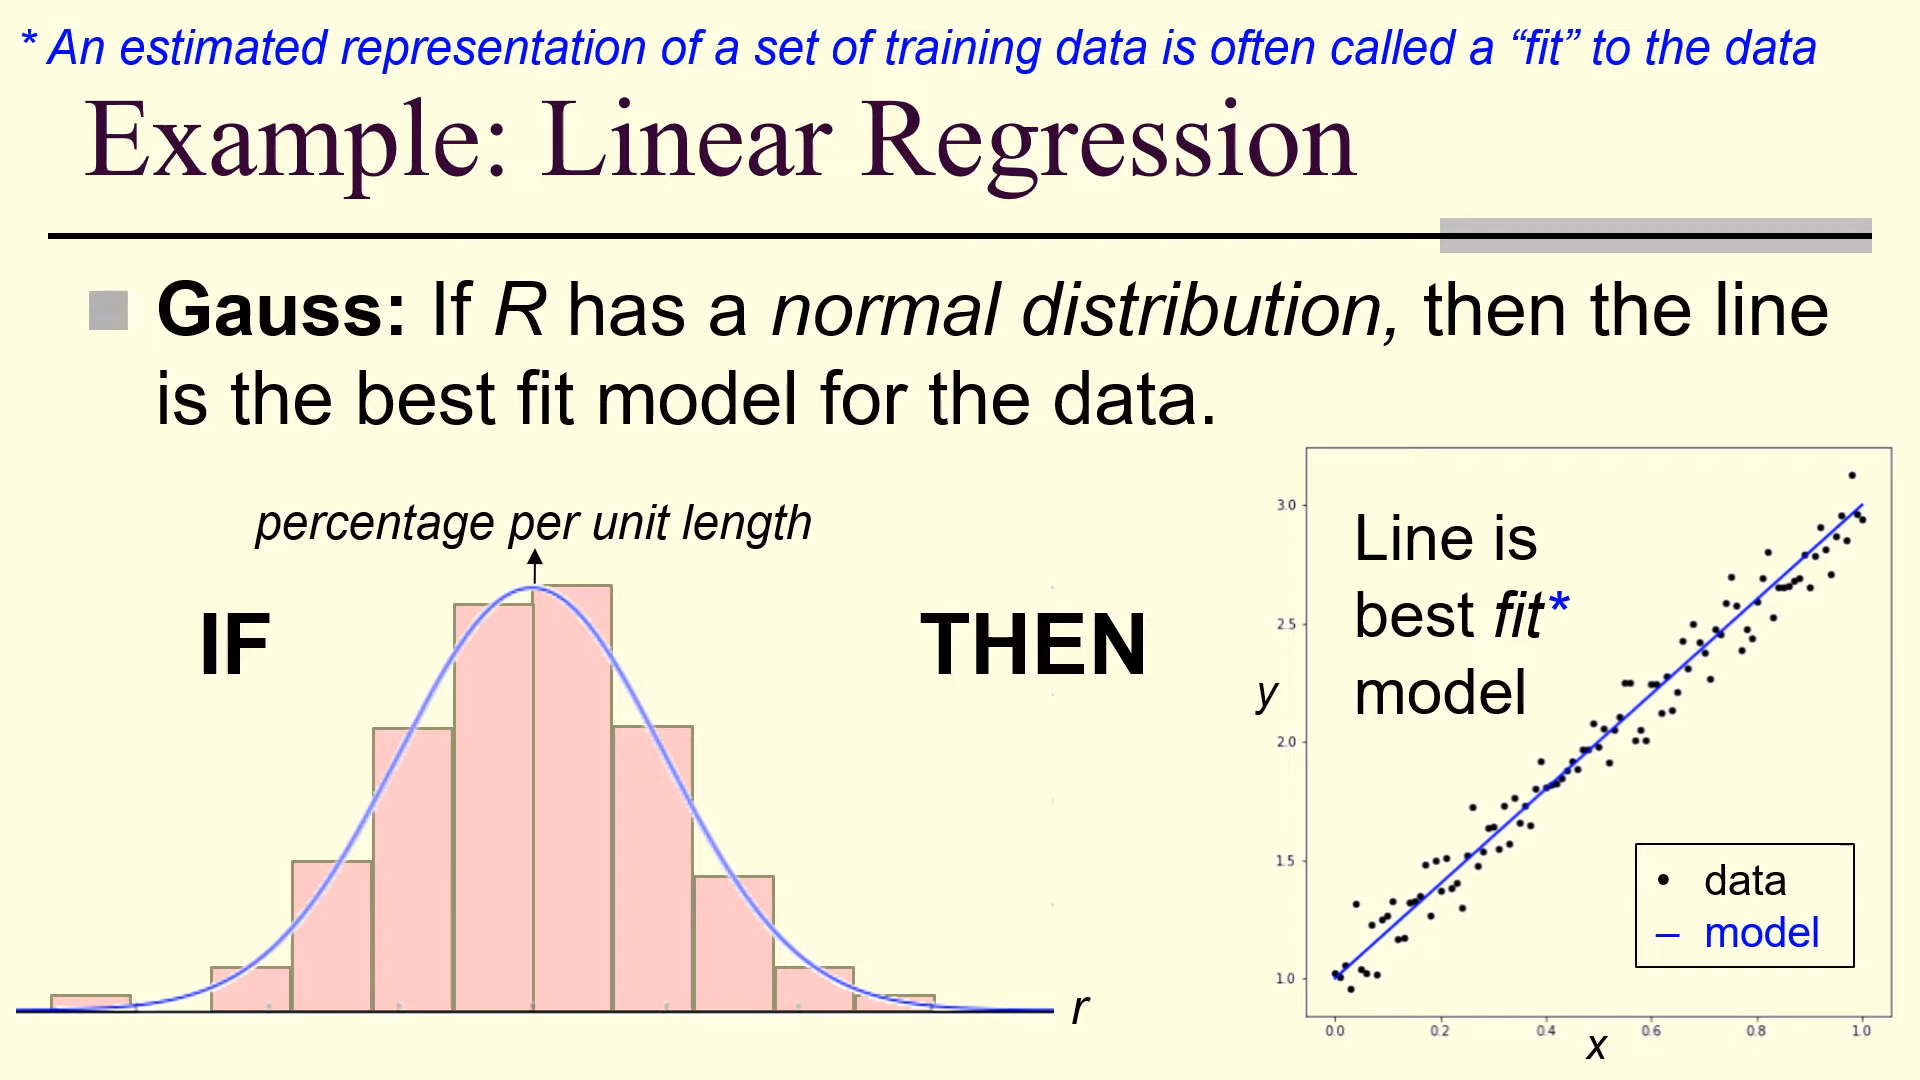 * An estimated representation of a set of training data is often called a “fit” to the data
Example: Linear Regression
Gauss: If R has a normal distribution, then the line
is the best fit model for the data.
percentage per unit length
IF
THEN
r
Line is
best fit*
model
y
3.0
2.5
2.0
1.5
1.0
• data
– model
0.0 0.2 0.4 0.6 0.8 1.0
x